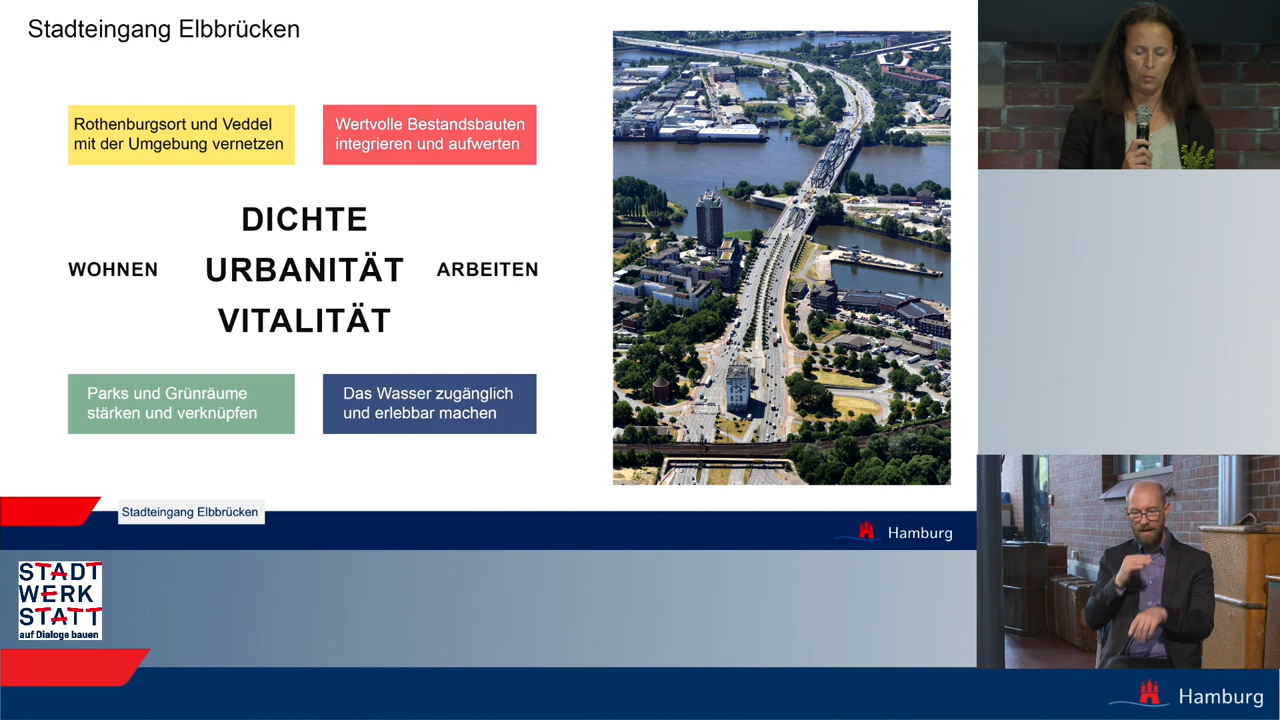 Stadteingang Elbbrücken
Rothenburgsort und Veddel
mit der Umgebung vernetzen
Wertvolle Bestandsbauten
integrieren und aufwerten
DICHTE
WOHNEN
URBANITÄT
ARBEITEN
VITALITÄT
Parks und Grünräume
stärken und verknüpfen
Das Wasser zugänglich
und erlebbar machen
Stadteingang Elbbrücken
Hamburg
STADT
WERK
STATT
auf Dialoge bauen
Hamburg